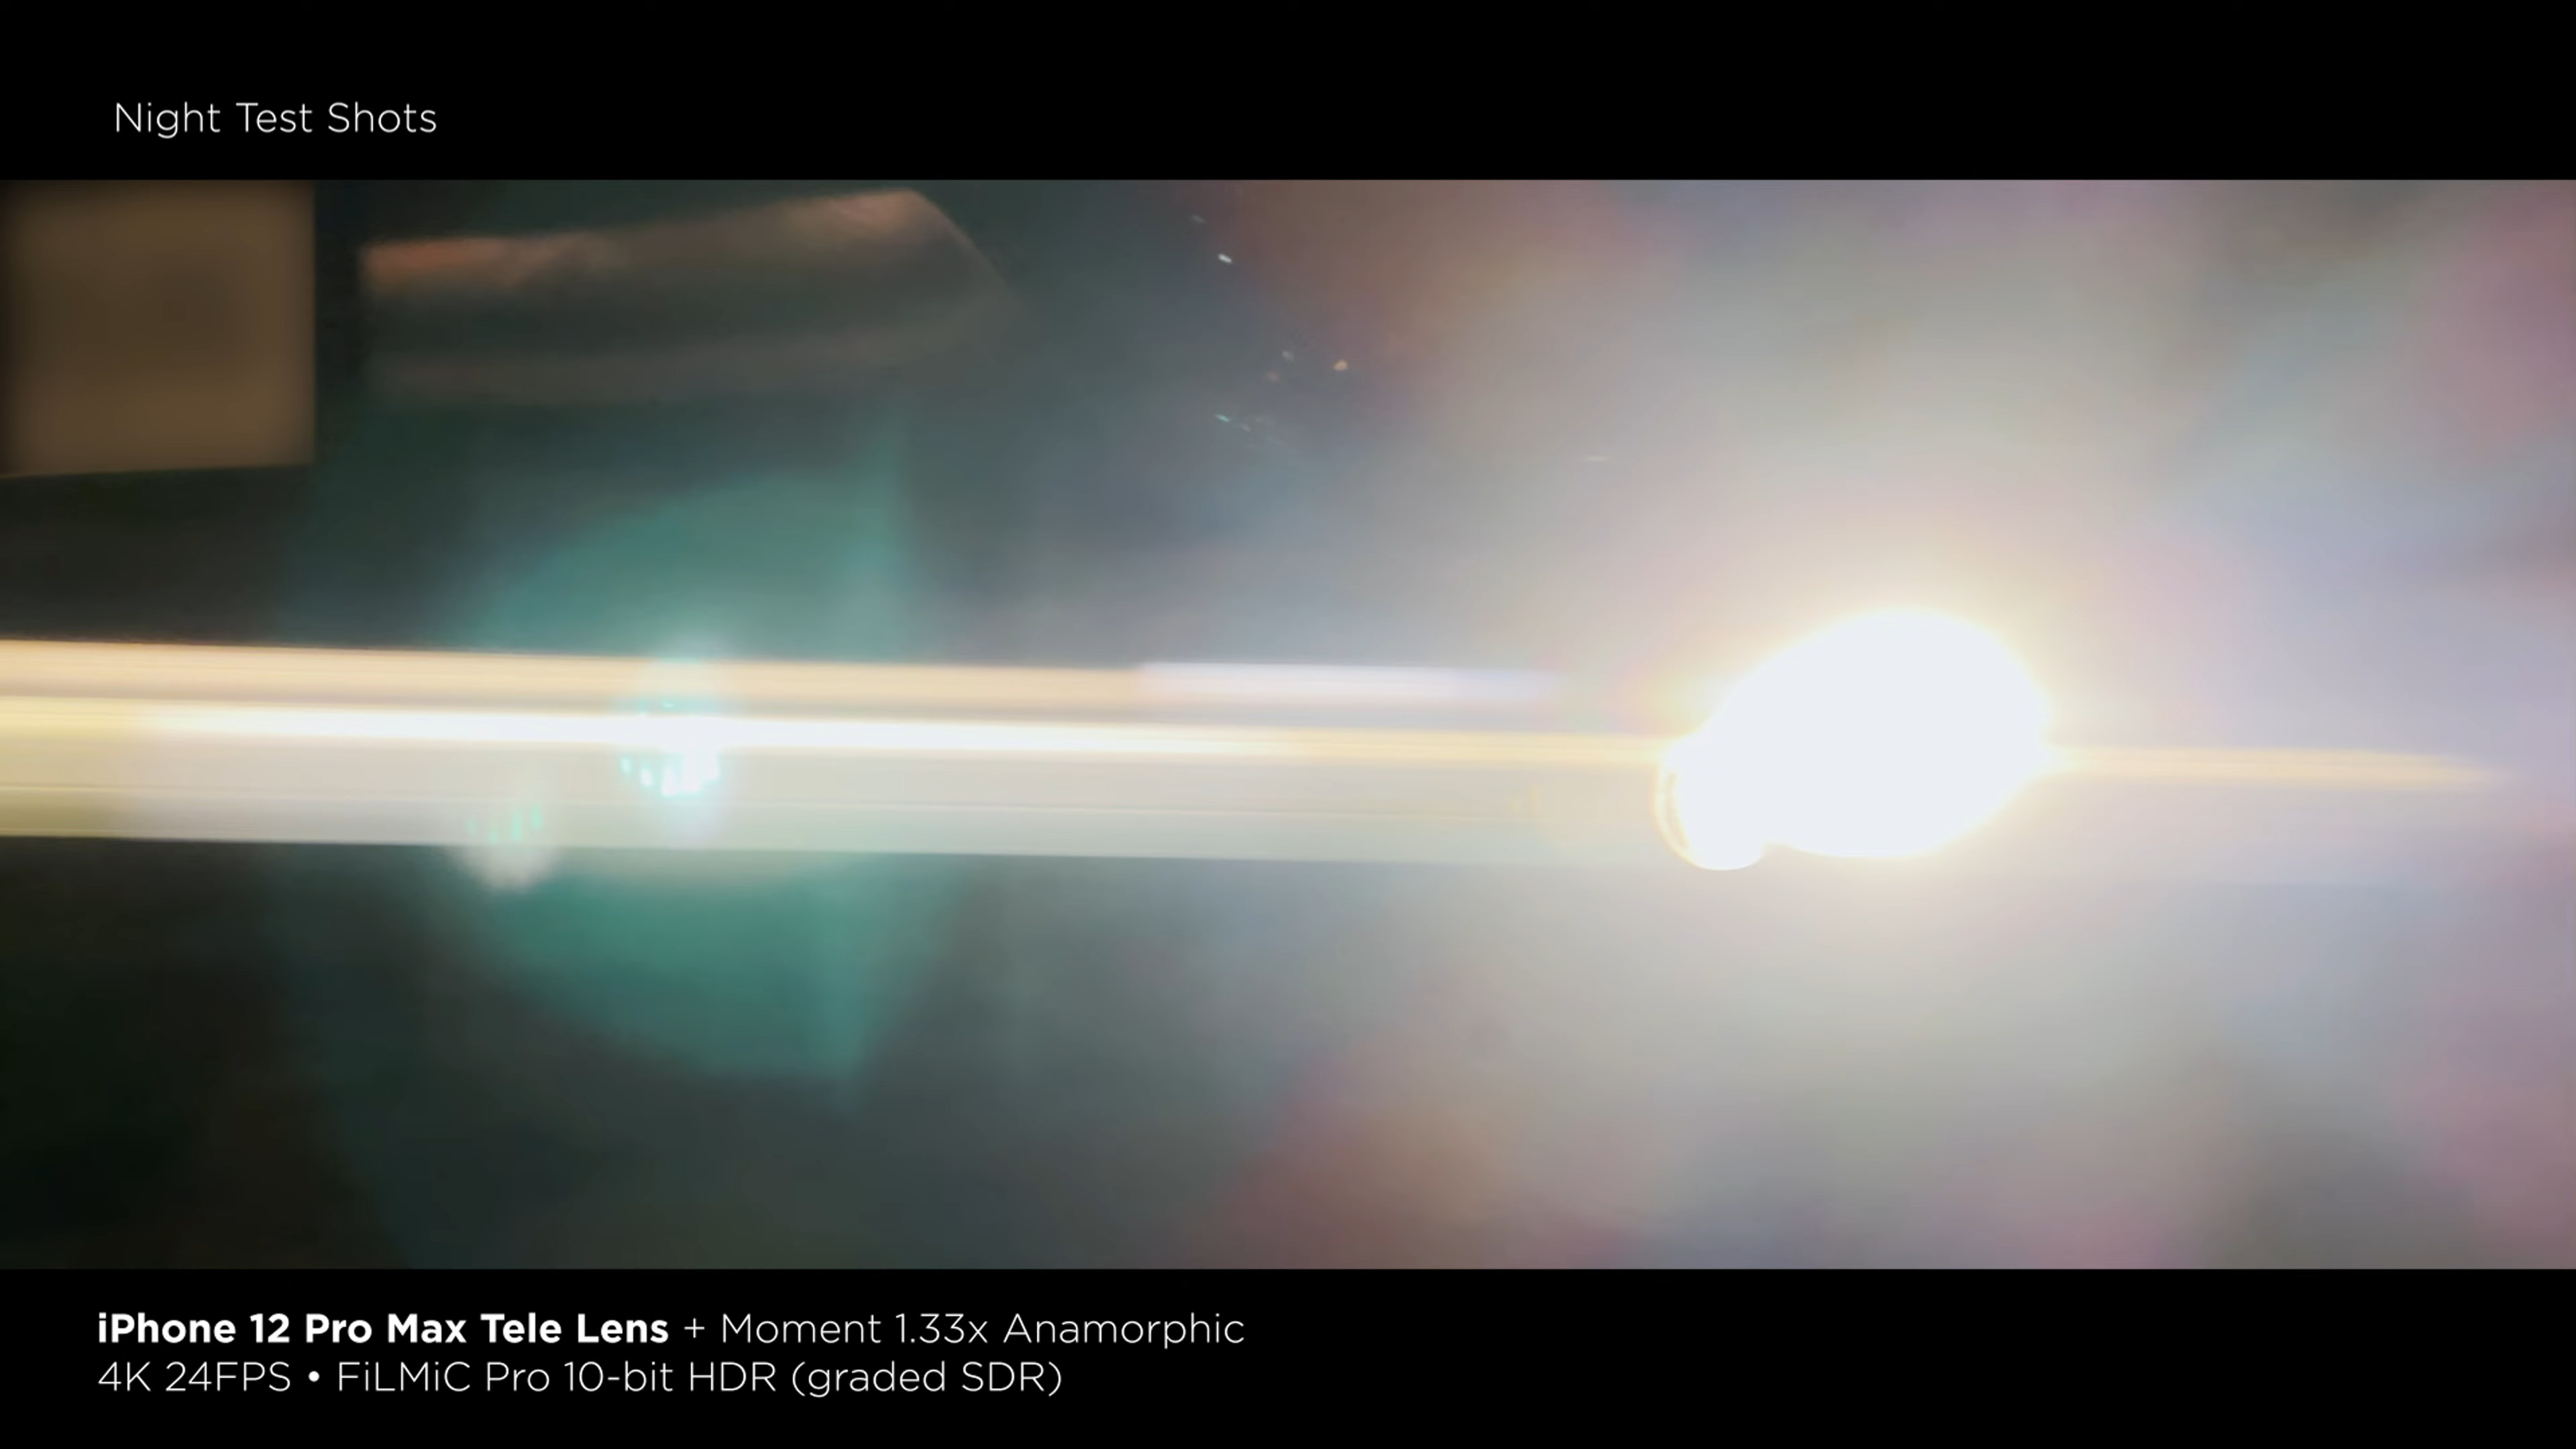 Night Test Shots
iPhone 12 Pro Max Tele Lens + Moment 1.33x Anamorphic
4K 24FPS • FiLMiC Pro 10-bit HDR (graded SDR)